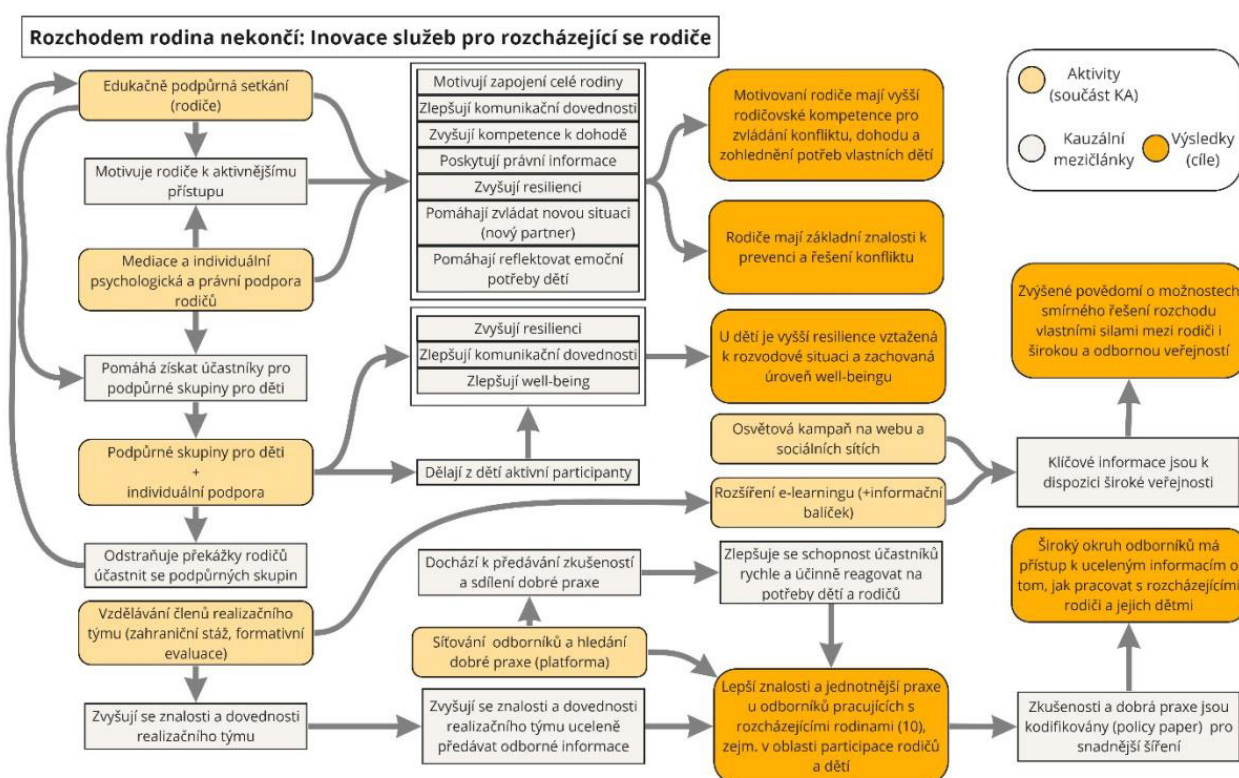 Rozchodem rodina nekončí: Inovace služeb pro rozcházející se rodiče
Aktivity
(součást KA)
Kauzální
mezičlánky
Výsledky
(cíle)
Edukačně podpůrná setkání
(rodiče)
Motivuje rodiče k aktivnějšímu
přístupu
Mediace a individuální
psychologická a právní podpora
rodičů
Pomáhá získat účastníky pro
podpůrné skupiny pro děti
Podpůrné skupiny pro děti
+
individuální podpora
Odstraňuje překážky rodičů
účastnit se podpůrných skupin
Vzdělávání členů realizačního
týmu (zahraniční stáž, formativní
evaluace)
Zvyšují se znalosti a dovednosti
realizačního týmu
Motivují zapojení celé rodiny
Zlepšují komunikační dovednosti
Zvyšují kompetence k dohodě
Poskytují právní informace
Zvyšují resilienci
Pomáhají zvládat novou situaci
(nový partner)
Pomáhají reflektovat emoční
potřeby dětí
Zvyšují resilienci
Zlepšují komunikační dovednosti
Zlepšují well-being
Dělají z dětí aktivní participanty
Dochází k předávání zkušeností
a sdílení dobré praxe
Síťování odborníků a hledání
dobré praxe (platforma)
Zvyšují se znalosti a dovednosti
realizačního týmu uceleně
předávat odborné informace
Motivovaní rodiče mají vyšší
rodičovské kompetence pro
zvládání konfliktu, dohodu a
zohlednění potřeb vlastních dětí
Rodiče mají základní znalosti k
prevenci a řešení konfliktu
U dětí je vyšší resilience vztažená
k rozvodové situaci a zachovaná
úroveň well-beingu
Osvětová kampaň na webu a
sociálních sítích
Rozšíření e-learningu (+informační
balíček)
Zlepšuje se schopnost účastníků
rychle a účinně reagovat na
potřeby dětí a rodičů
Lepší znalosti a jednotnější praxe
u odborníků pracujících s
rozcházejícími rodinami (10),
zejm. v oblasti participace rodičů
a dětí
Zvýšené povědomí o možnostech
smírného řešení rozchodu
vlastními silami mezi rodiči i
širokou a odbornou veřejností
Klíčové informace jsou k
dispozici široké veřejnosti
Široký okruh odborníků má
přístup k uceleným informacím o
tom, jak pracovat s rozcházejícími
rodiči a jejich dětmi
Zkušenosti a dobrá praxe jsou
kodifikovány (policy paper) pro
snadnější šíření